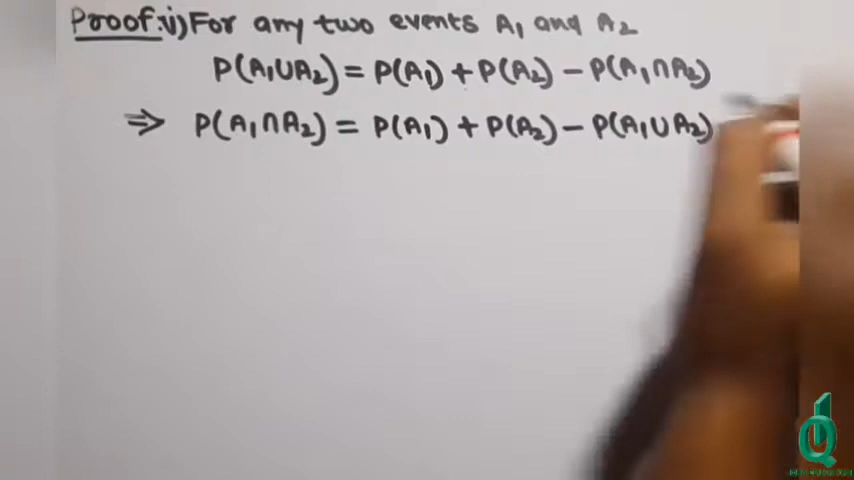 Proof: i) For any two events A₁ and A₂
P(A₁∪A₂) = P(A₁) + P(A₂) − P(A₁∩A₂)
⇒ P(A₁∩A₂) = P(A₁) + P(A₂) − P(A₁∪A₂)